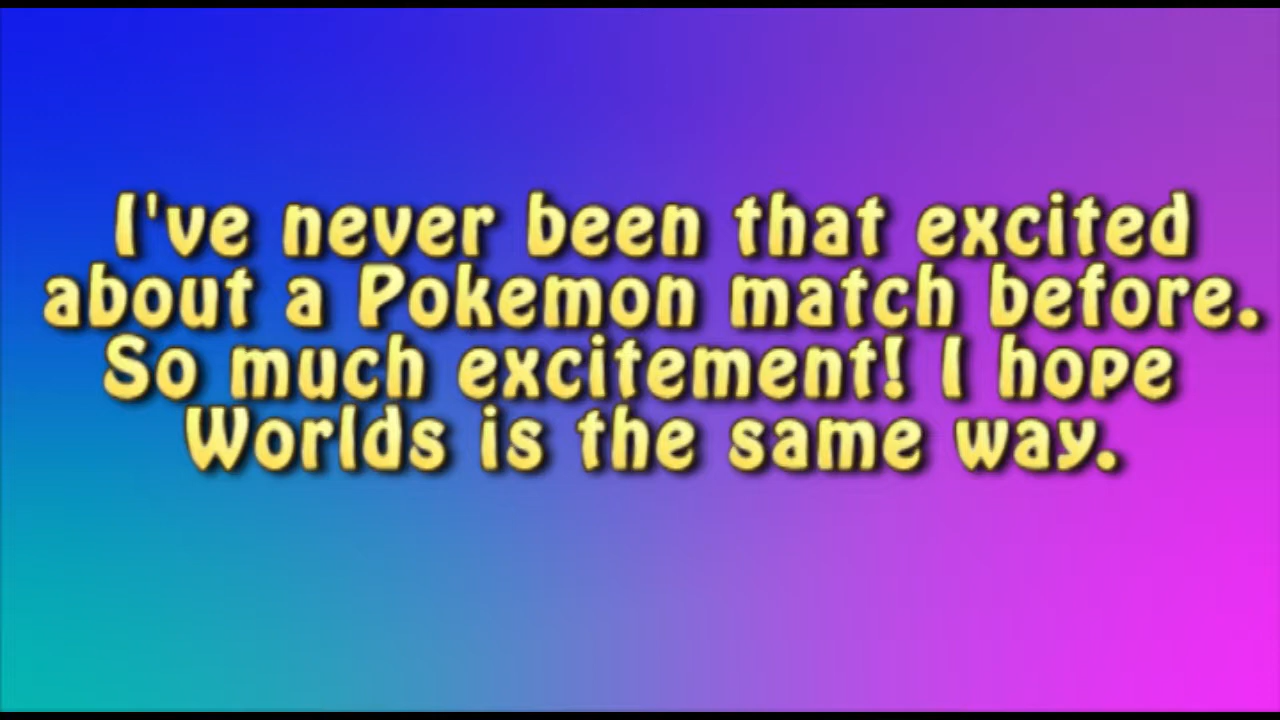 I've never been that excited
about a Pokemon match before.
So much excitement! I hope
Worlds is the same way.